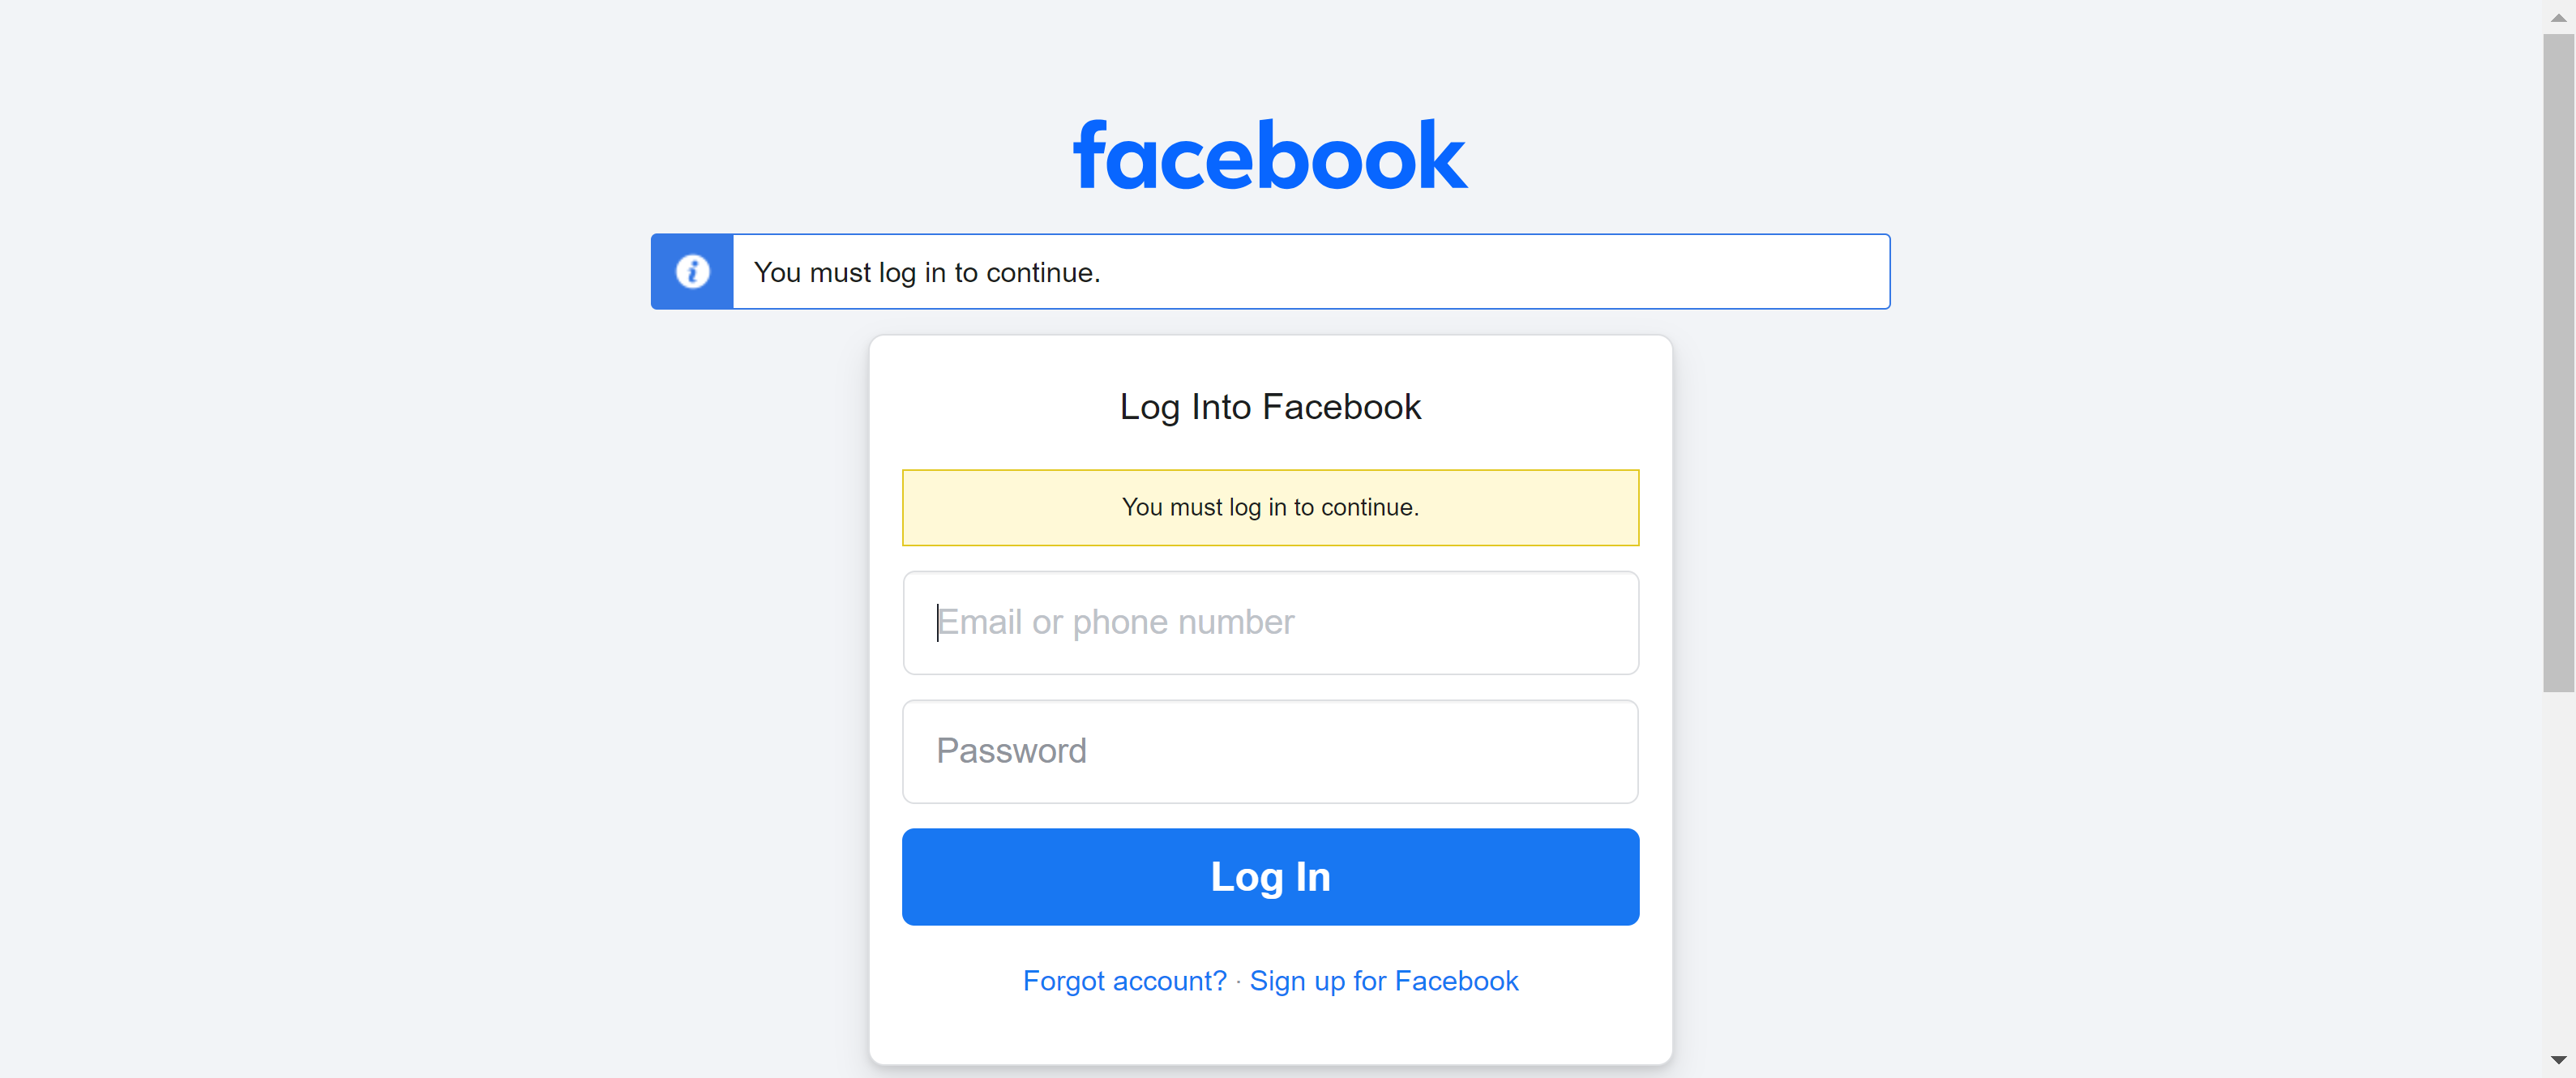 facebook
You must log in to continue.
Log Into Facebook
You must log in to continue.
Email or phone number
Password
Log In
Forgot account? · Sign up for Facebook